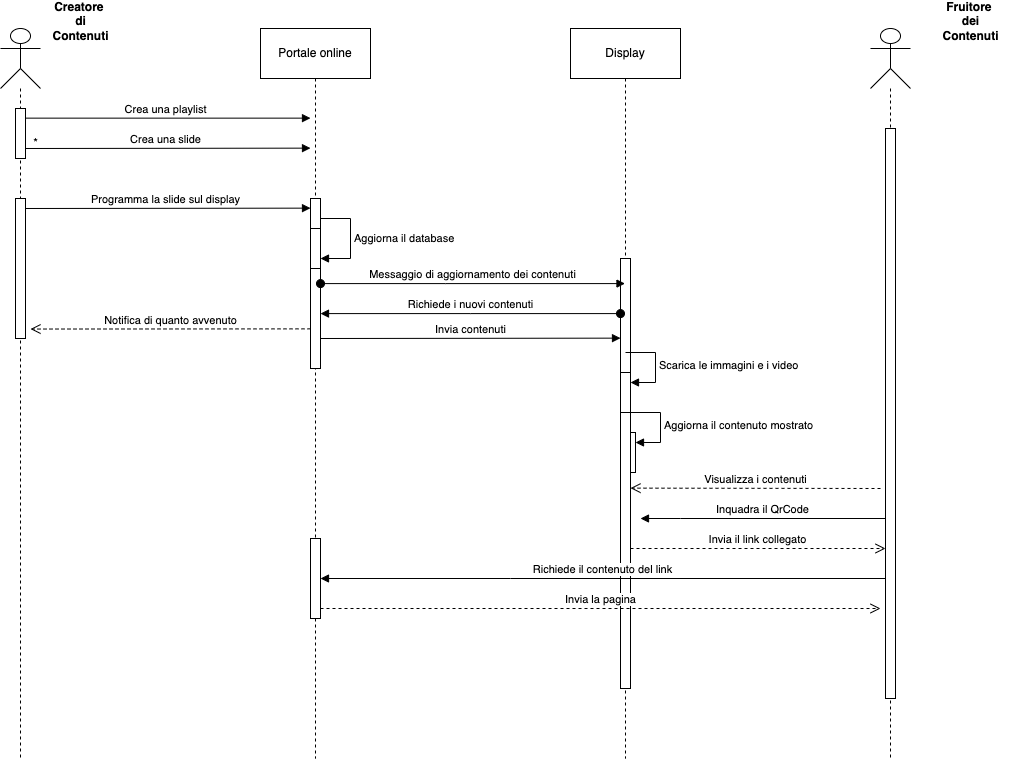 Creatore
di
Contenuti
Fruitore
dei
Contenuti
Portale online
Display
Crea una playlist
* Crea una slide
Programma la slide sul display
Aggiorna il database
Messaggio di aggiornamento dei contenuti
Richiede i nuovi contenuti
Notifica di quanto avvenuto
Invia contenuti
Scarica le immagini e i video
Aggiorna il contenuto mostrato
Visualizza i contenuti
Inquadra il QrCode
Invia il link collegato
Richiede il contenuto del link
Invia la pagina